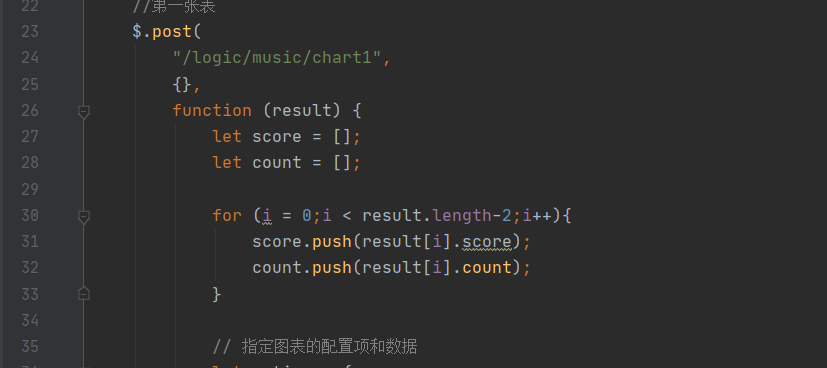 22 //第一张表
23 $.post(
24 "/logic/music/chart1",
25 {},
26 function (result) {
27 let score = [];
28 let count = [];
29
30 for (i = 0;i < result.length-2;i++){
31 score.push(result[i].score);
32 count.push(result[i].count);
33 }
34
35 // 指定图表的配置项和数据